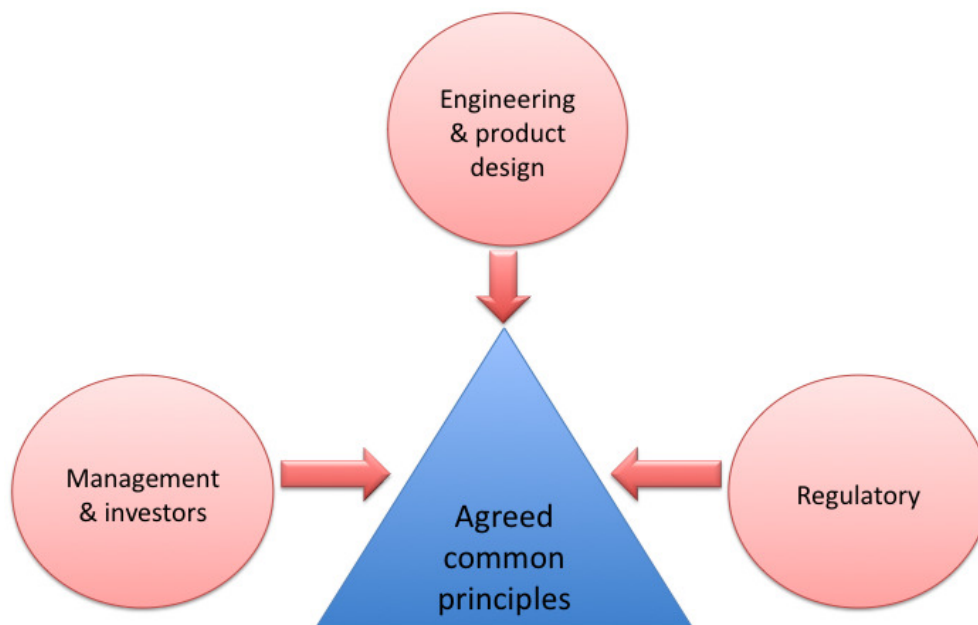 Engineering
& product
design
Management
& investors
Regulatory
Agreed
common
principles